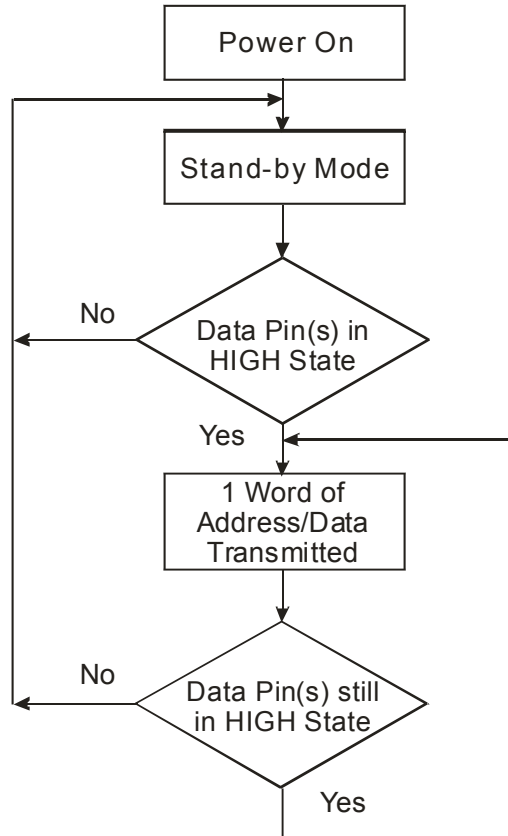 Power On
Stand-by Mode
No
Data Pin(s) in
HIGH State
Yes
1 Word of
Address/Data
Transmitted
No
Data Pin(s) still
in HIGH State
Yes